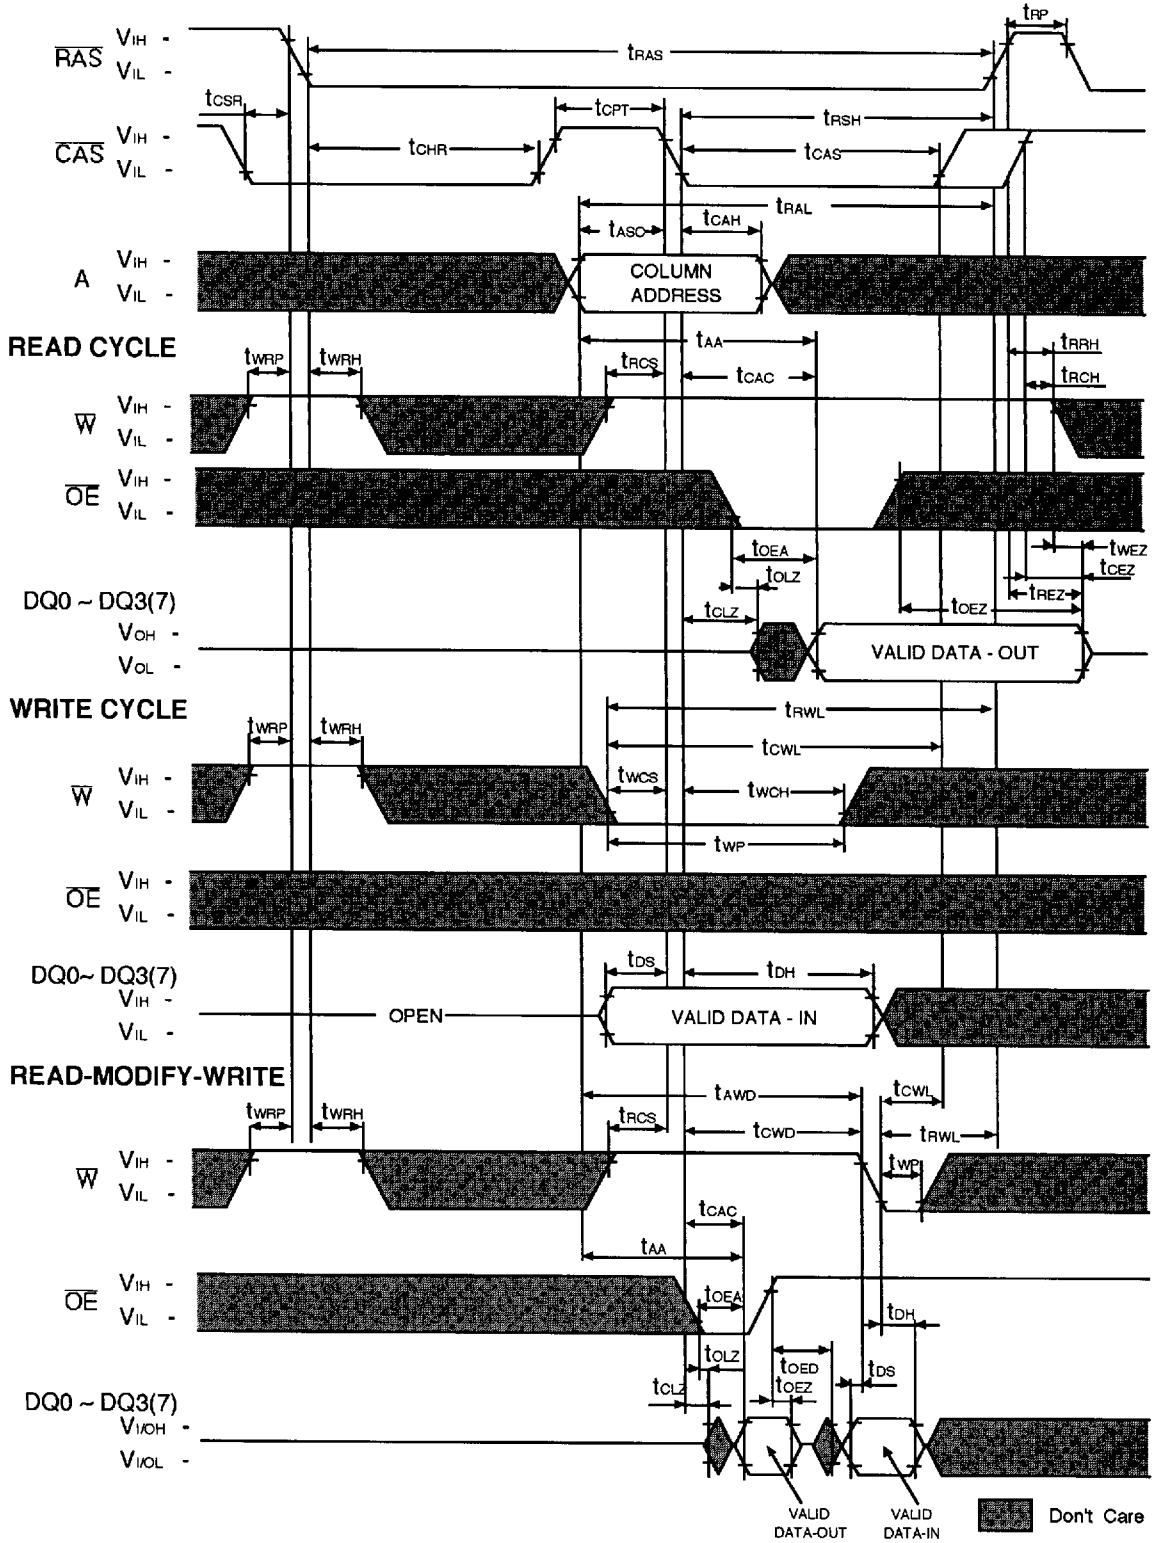 tRP
RAS VIH -
VIL -
tRAS
tCSR
tCPT
tRSH
CAS VIH -
VIL -
tCHR
tCAS
tRAL
tASC
tCAH
A VIH -
VIL -
COLUMN
ADDRESS
READ CYCLE
tWRP
tWRH
tRCS
tAA
tCAC
tRRH
tRCH
W VIH -
VIL -
OE VIH -
VIL -
tOEA
tOLZ
tCLZ
tWEZ
tCEZ
tREZ
tOEZ
DQ0 ~ DQ3(7)
VOH -
VOL -
VALID DATA - OUT
WRITE CYCLE
tWRP
tWRH
tRWL
tCWL
W VIH -
VIL -
tWCS
tWCH
tWP
OE VIH -
VIL -
DQ0~ DQ3(7)
VIH -
VIL -
tDS
tDH
OPEN
VALID DATA - IN
READ-MODIFY-WRITE
tWRP
tWRH
tRCS
tAWD
tCWD
tCWL
tRWL
tWP
W VIH -
VIL -
tCAC
tAA
OE VIH -
VIL -
tOEA
tOLZ
tCLZ
tOED
tOEZ
tDH
tDS
DQ0 ~ DQ3(7)
VI/OH -
VI/OL -
VALID
DATA-OUT
VALID
DATA-IN
Don't Care